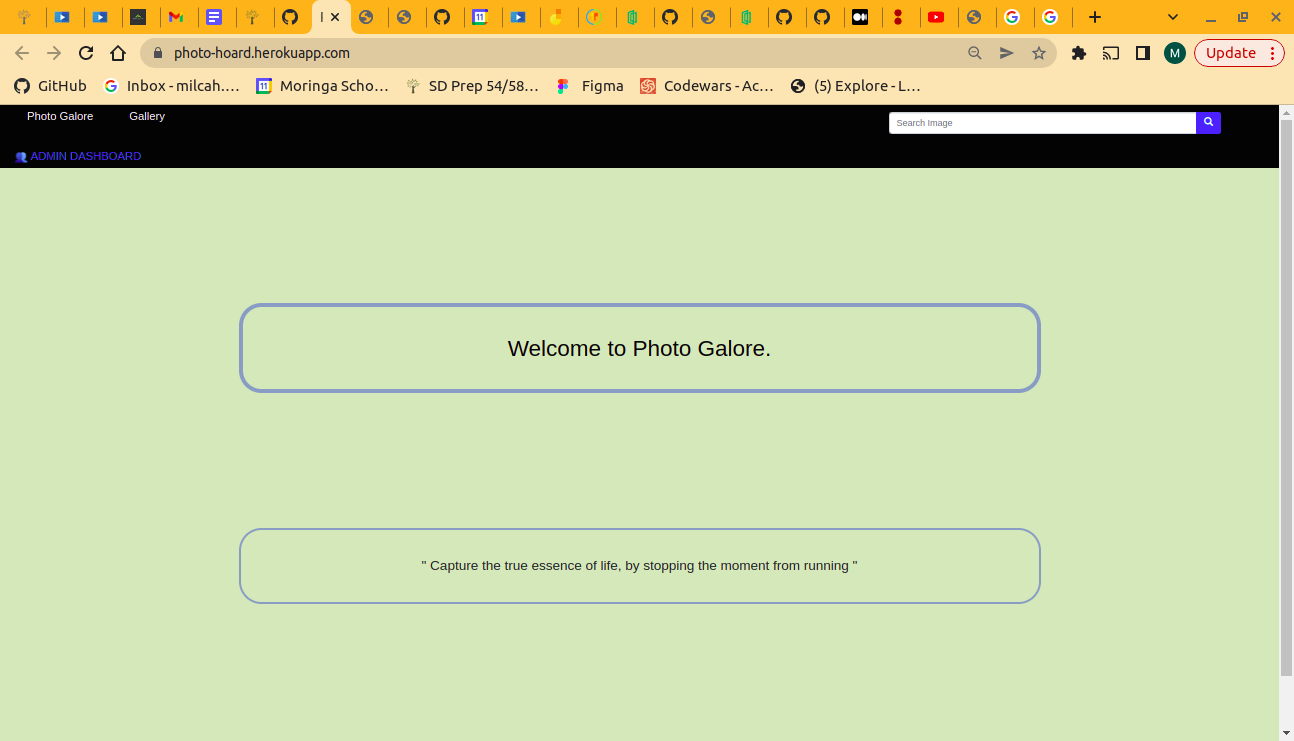 photo-hoard.herokuapp.com
M
Update
GitHub
Inbox - milcah....
Moringa Scho...
SD Prep 54/58...
Figma
Codewars - Ac...
(5) Explore - L...
Photo Galore
Gallery
Search Image
ADMIN DASHBOARD
Welcome to Photo Galore.
" Capture the true essence of life, by stopping the moment from running "